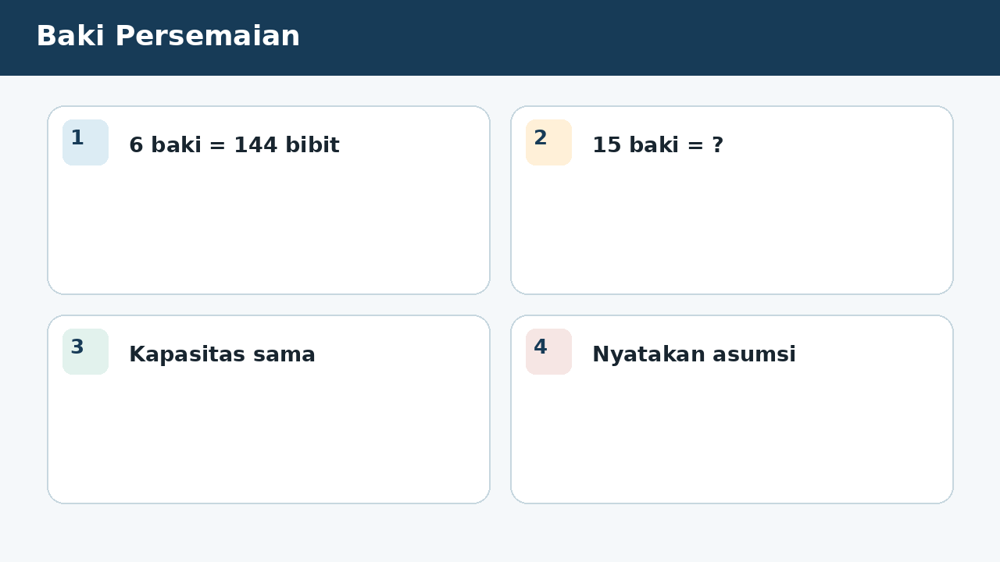 Baki Persemaian
1
6 baki = 144 bibit
2
15 baki = ?
3
Kapasitas sama
4
Nyatakan asumsi